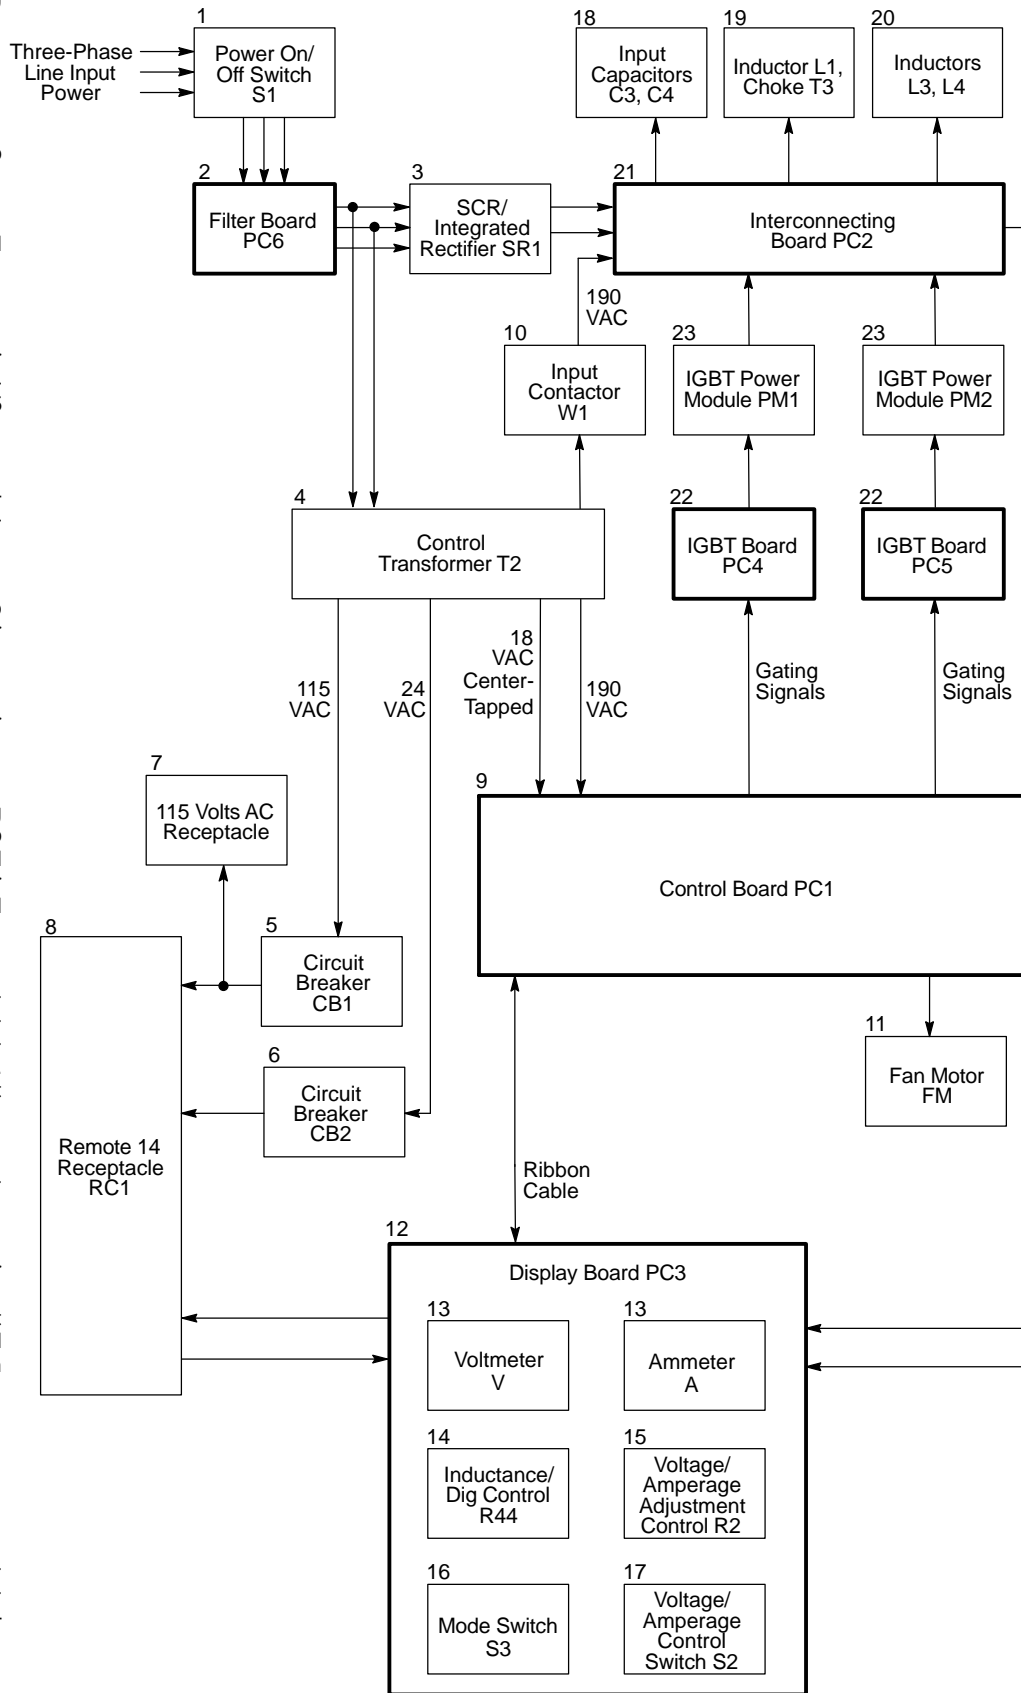 1
Three-Phase
Line Input
Power
Power On/
Off Switch
S1
18
Input
Capacitors
C3, C4
19
Inductor L1,
Choke T3
20
Inductors
L3, L4
2
Filter Board
PC6
3
SCR/
Integrated
Rectifier SR1
21
Interconnecting
Board PC2
190
VAC
10
Input
Contactor
W1
23
IGBT Power
Module PM1
23
IGBT Power
Module PM2
4
Control
Transformer T2
22
IGBT Board
PC4
22
IGBT Board
PC5
115
VAC
24
VAC
18
VAC
Center-
Tapped
190
VAC
Gating
Signals
Gating
Signals
7
115 Volts AC
Receptacle
9
Control Board PC1
8
Remote 14
Receptacle
RC1
5
Circuit
Breaker
CB1
6
Circuit
Breaker
CB2
11
Fan Motor
FM
Ribbon
Cable
12
Display Board PC3
13
Voltmeter
V
13
Ammeter
A
14
Inductance/
Dig Control
R44
15
Voltage/
Amperage
Adjustment
Control R2
16
Mode Switch
S3
17
Voltage/
Amperage
Control
Switch S2